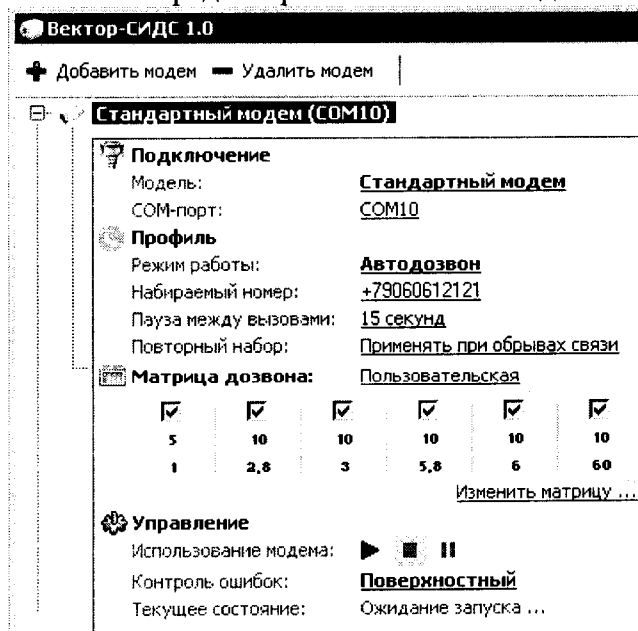 Вектор-СИДС 1.0
Добавить модем Удалить модем
Стандартный модем (COM10)
Подключение
Модель: Стандартный модем
COM-порт: COM10
Профиль
Режим работы: Автодозвон
Набираемый номер: +79060612121
Пауза между вызовами: 15 секунд
Повторный набор: Применять при обрывах связи
Матрица дозвона: Пользовательская
5 10 10 10 10 10
1 2,8 3 5,8 6 60
Изменить матрицу ...
Управление
Использование модема:
Контроль ошибок: Поверхностный
Текущее состояние: Ожидание запуска ...